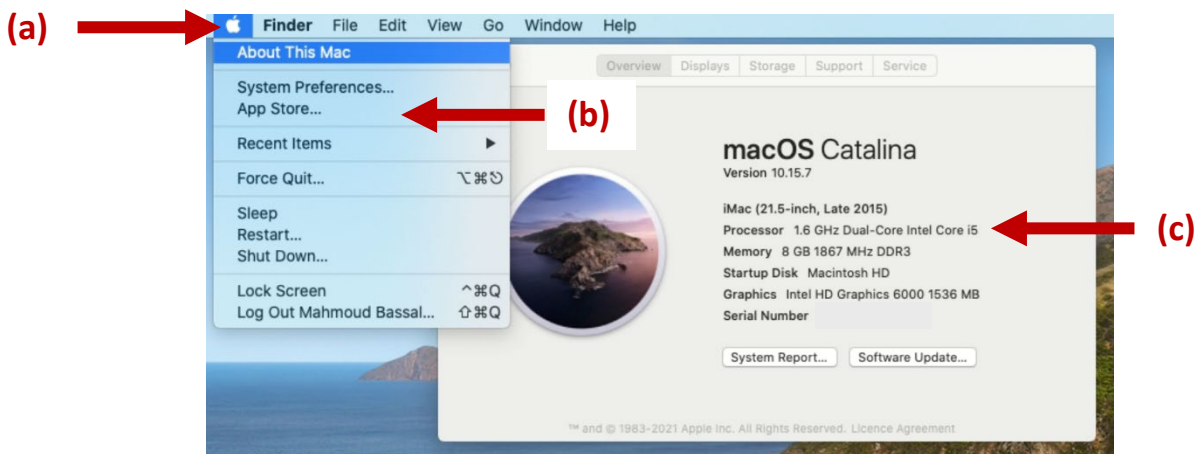 (a)
Finder File Edit View Go Window Help
About This Mac
System Preferences...
App Store...
Recent Items ▶
Force Quit... ⌥⌘⎋
Sleep
Restart...
Shut Down...
Lock Screen ^⌘Q
Log Out Mahmoud Bassal... ⇧⌘Q
(b)
Overview Displays Storage Support Service
macOS Catalina
Version 10.15.7
iMac (21.5-inch, Late 2015)
Processor 1.6 GHz Dual-Core Intel Core i5
Memory 8 GB 1867 MHz DDR3
Startup Disk Macintosh HD
Graphics Intel HD Graphics 6000 1536 MB
Serial Number
System Report... Software Update...
™ and © 1983-2021 Apple Inc. All Rights Reserved. Licence Agreement
(c)